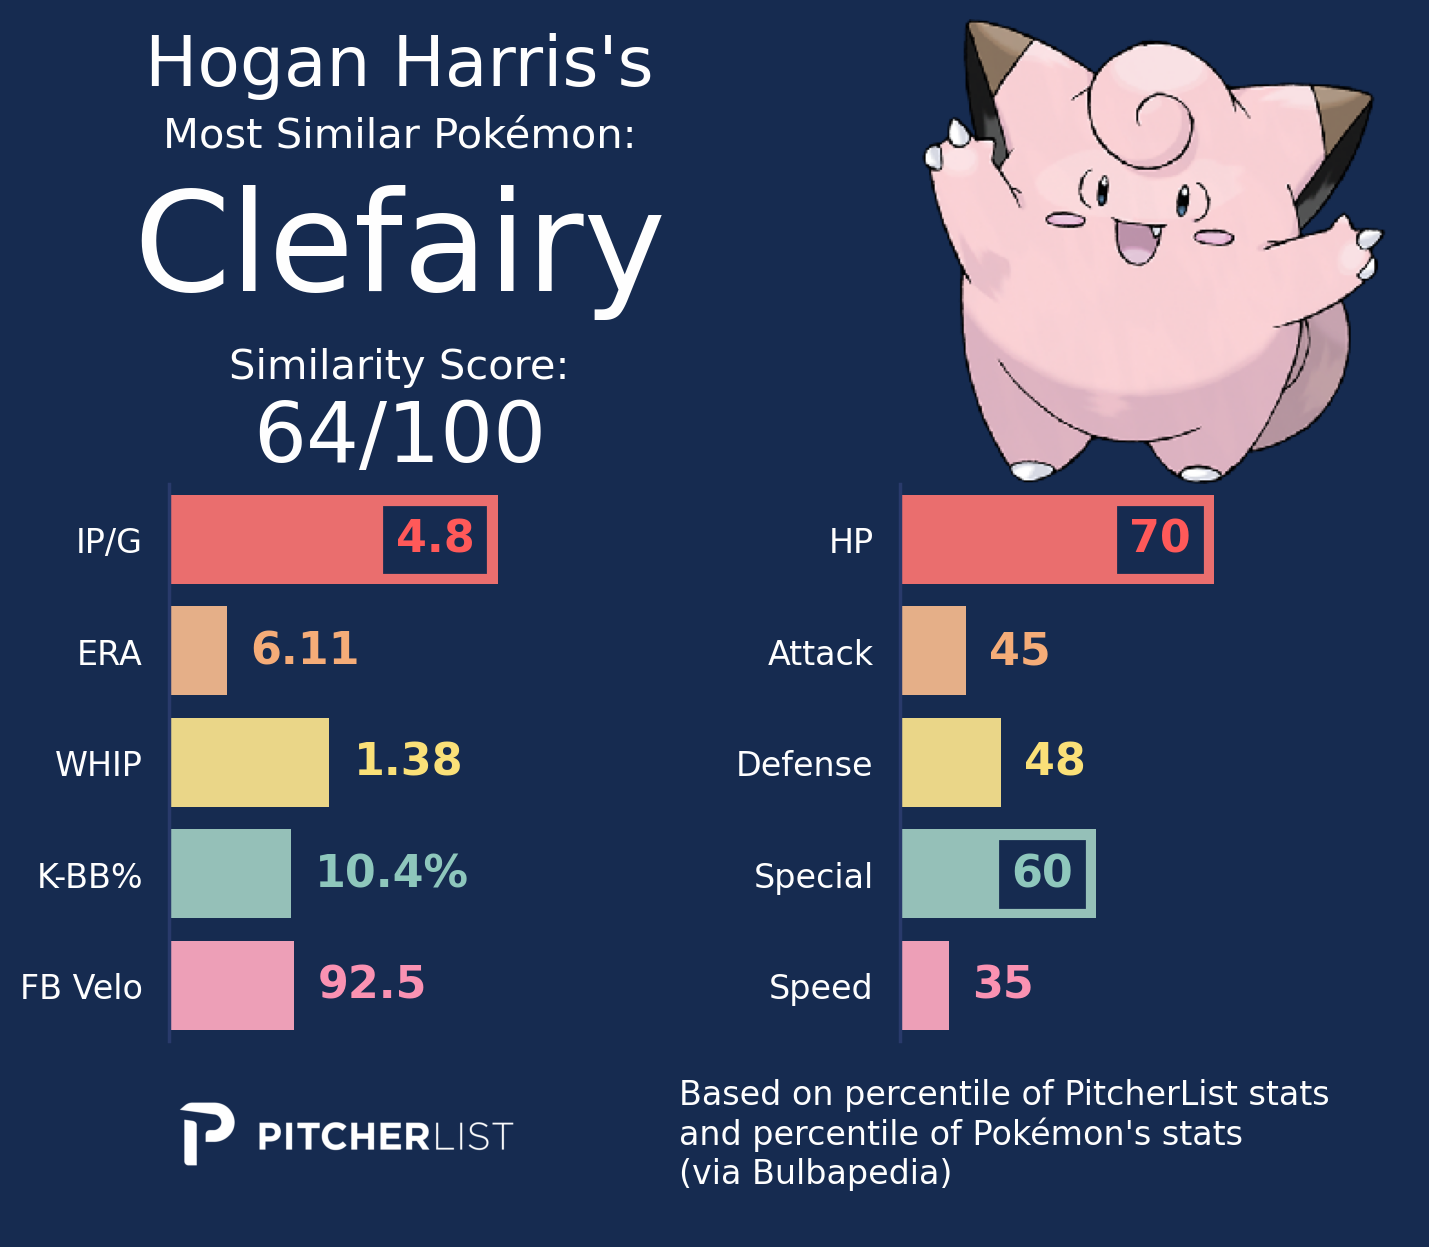 Hogan Harris's
Most Similar Pokémon:
Clefairy
Similarity Score:
64/100
IP/G 4.8
ERA 6.11
WHIP 1.38
K-BB% 10.4%
FB Velo 92.5
HP 70
Attack 45
Defense 48
Special 60
Speed 35
PITCHERLIST
Based on percentile of PitcherList stats
and percentile of Pokémon's stats
(via Bulbapedia)